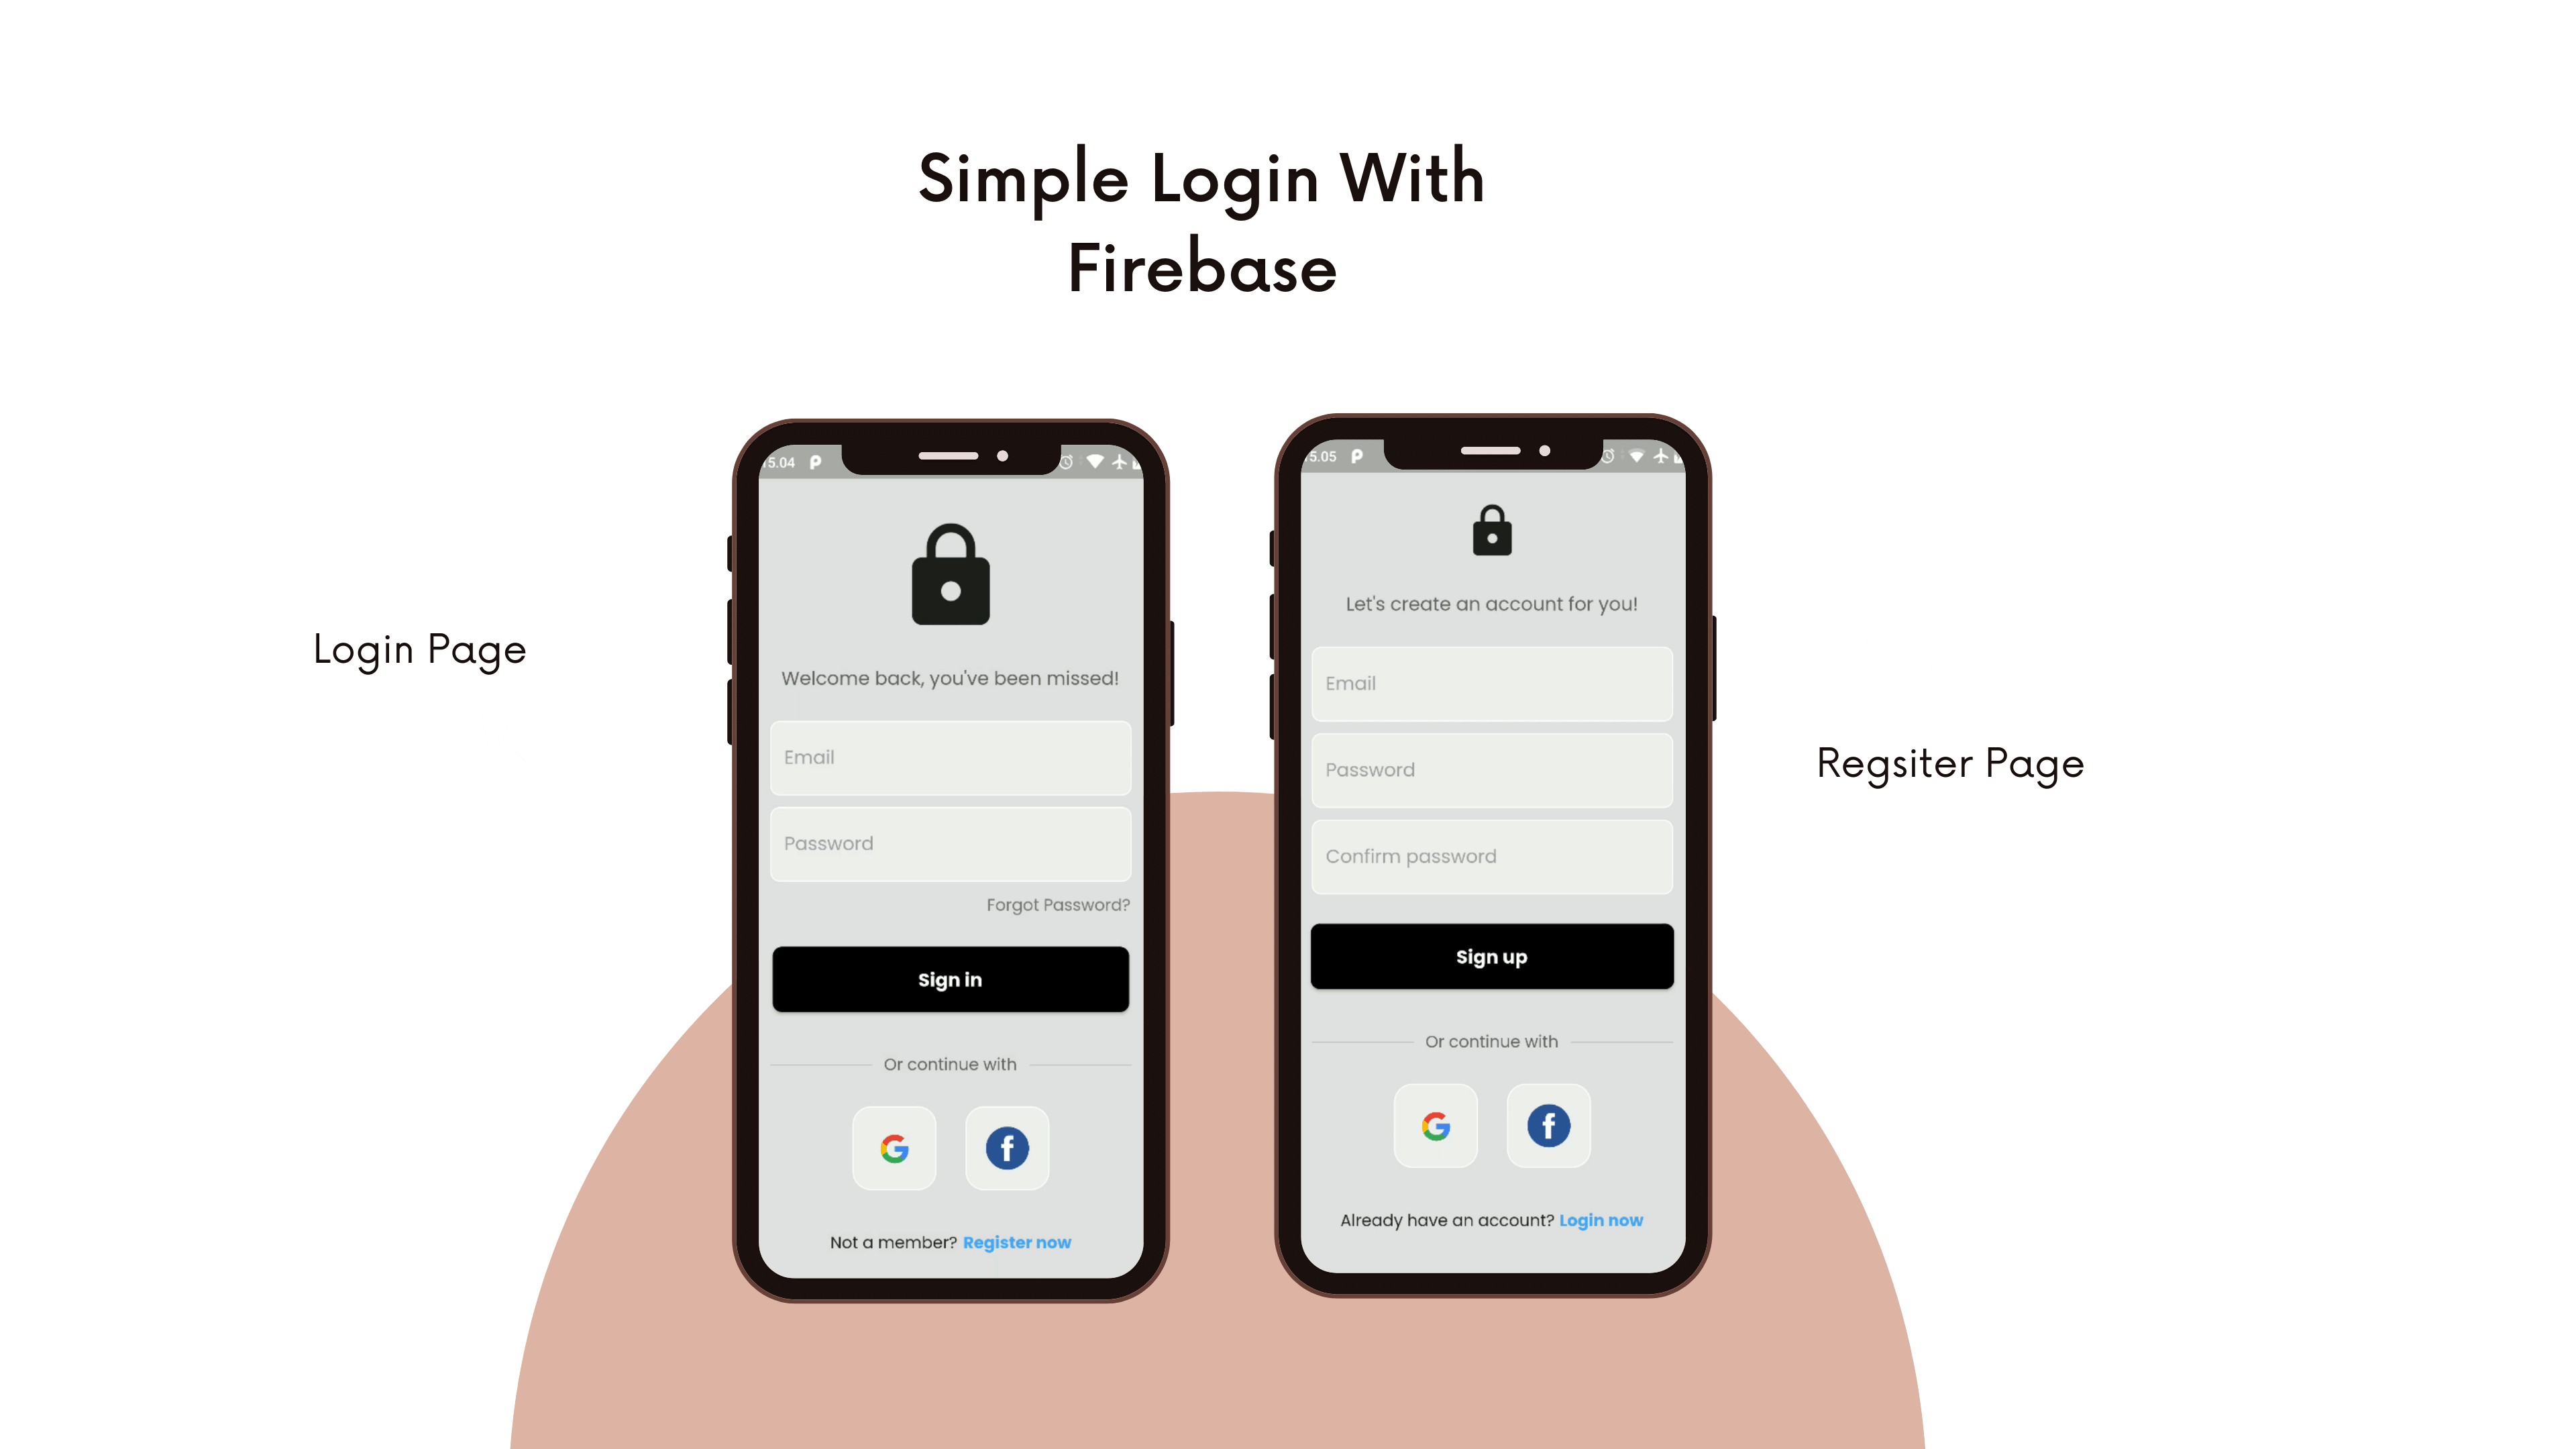 Simple Login With
Firebase
Login Page
5.04
Welcome back, you've been missed!
Email
Password
Forgot Password?
Sign in
Or continue with
Not a member? Register now
5.05
Let's create an account for you!
Email
Password
Confirm password
Sign up
Or continue with
Already have an account? Login now
Regsiter Page